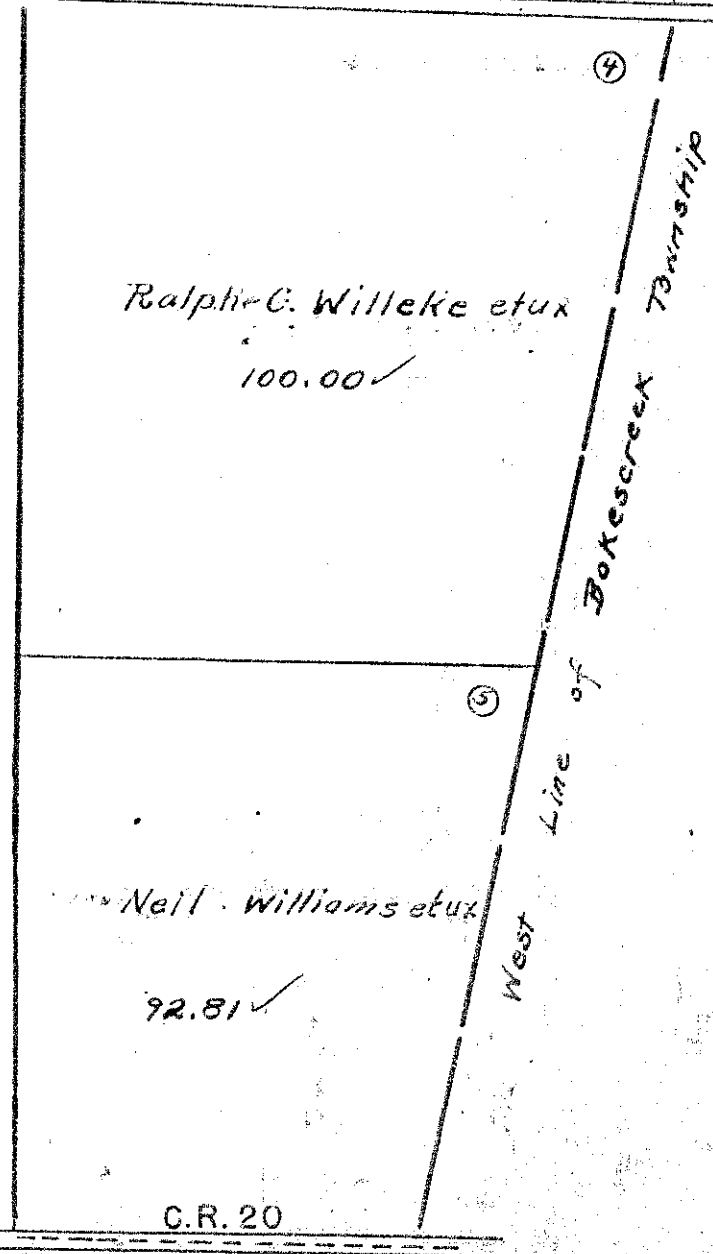 ④
Ralph C. Willeke etux
100.00 ✓
West Line of Bokescreek Township
⑤
Neil Williams etux
92.81 ✓
C.R. 20